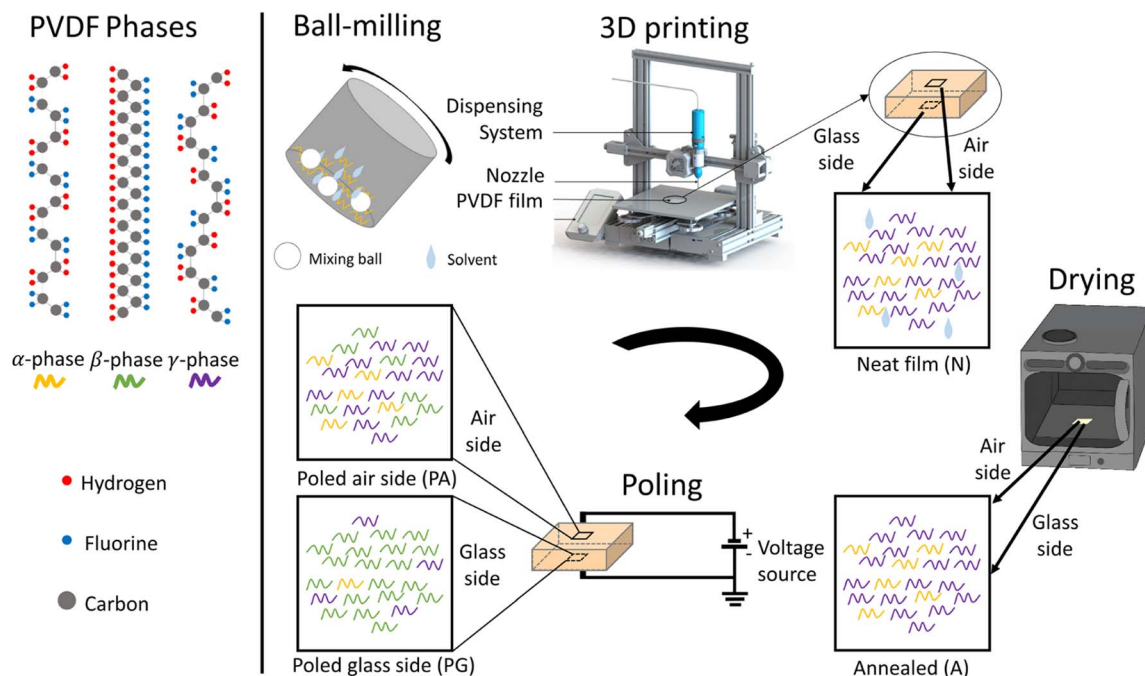 PVDF Phases
α-phase β-phase γ-phase
Hydrogen
Fluorine
Carbon
Ball-milling
Mixing ball
Solvent
3D printing
Dispensing
System
Nozzle
PVDF film
Glass
side
Air
side
Neat film (N)
Drying
Air
side
Glass
side
Annealed (A)
Poling
+
-
Voltage
source
Air
side
Poled air side (PA)
Glass
side
Poled glass side (PG)